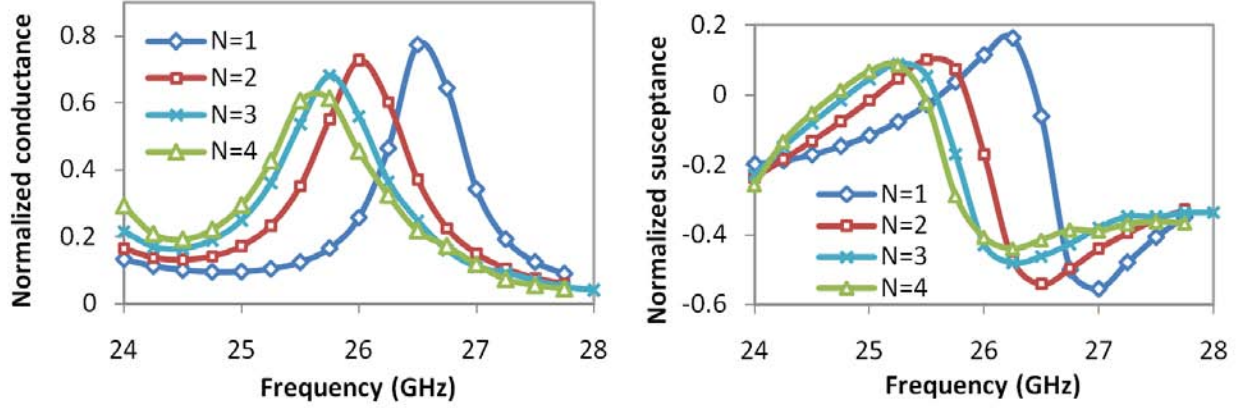 Normalized conductance
0.8
0.6
0.4
0.2
0
N=1
N=2
N=3
N=4
24 25 26 27 28
Frequency (GHz)
Normalized susceptance
0.2
0
-0.2
-0.4
-0.6
N=1
N=2
N=3
N=4
24 25 26 27 28
Frequency (GHz)